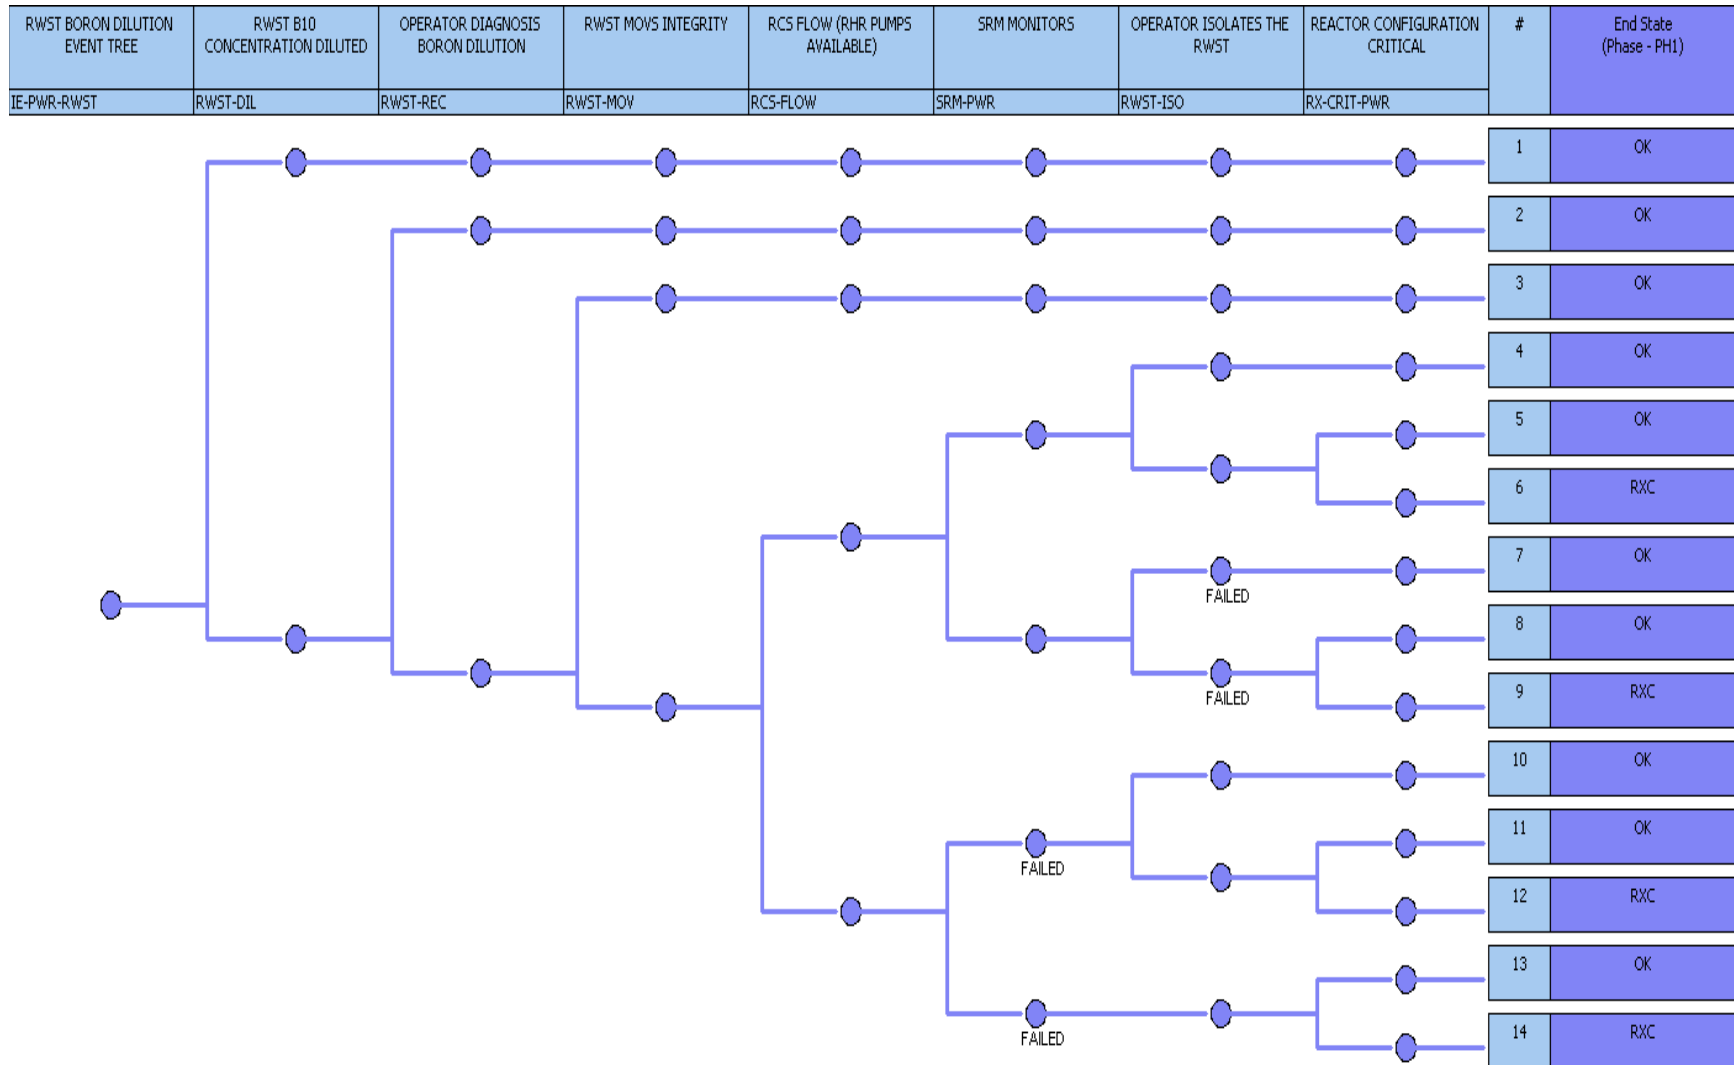 RWST BORON DILUTION
EVENT TREE
RWST B10
CONCENTRATION DILUTED
OPERATOR DIAGNOSIS
BORON DILUTION
RWST MOVS INTEGRITY
RCS FLOW (RHR PUMPS
AVAILABLE)
SRM MONITORS
OPERATOR ISOLATES THE
RWST
REACTOR CONFIGURATION
CRITICAL
#
End State
(Phase - PH1)
IE-PWR-RWST
RWST-DIL
RWST-REC
RWST-MOV
RCS-FLOW
SRM-PWR
RWST-ISO
RX-CRIT-PWR
1
OK
2
OK
3
OK
4
OK
5
OK
6
RXC
7
OK
FAILED
8
OK
9
RXC
FAILED
10
OK
11
OK
FAILED
12
RXC
13
OK
14
RXC
FAILED